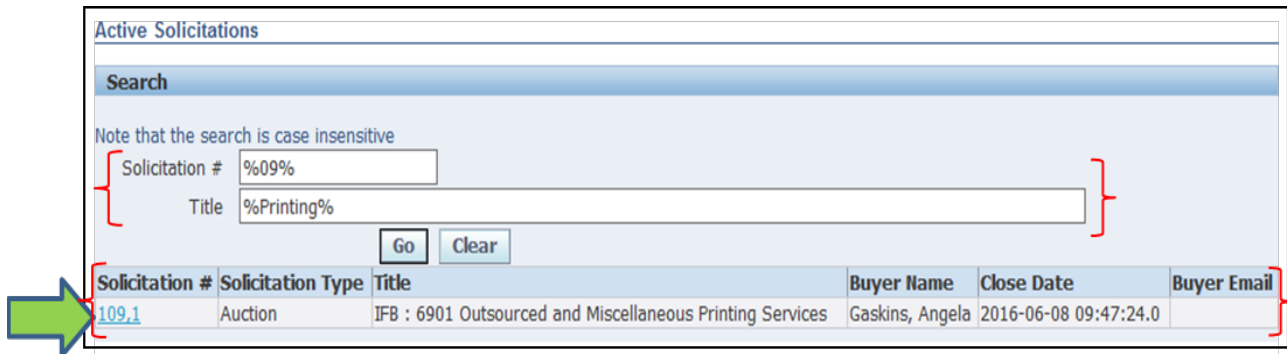 Active Solicitations
Search
Note that the search is case insensitive
Solicitation # %09%
Title %Printing%
Go Clear
Solicitation # Solicitation Type Title Buyer Name Close Date Buyer Email
109,1 Auction IFB : 6901 Outsourced and Miscellaneous Printing Services Gaskins, Angela 2016-06-08 09:47:24.0